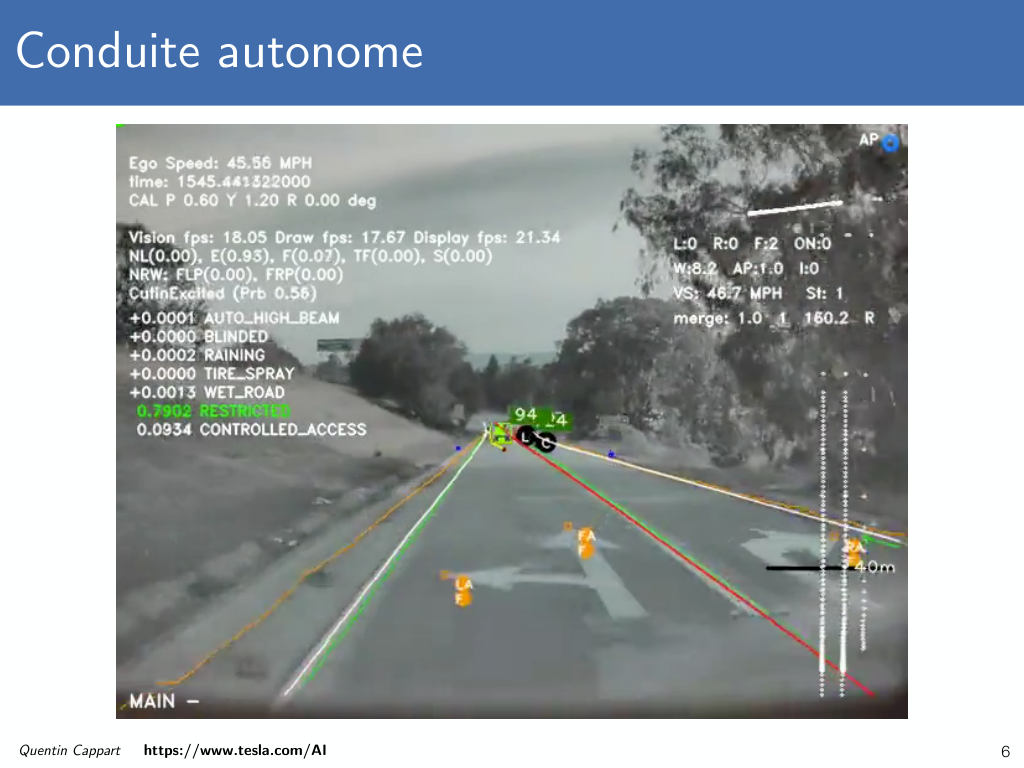 Conduite autonome
Ego Speed: 45.56 MPH
time: 1545.441322000
CAL P 0.60 Y 1.20 R 0.00 deg
Vision fps: 18.05 Draw fps: 17.67 Display fps: 21.34
NL(0.00), E(0.93), F(0.07), TF(0.00), S(0.00)
NRW: FLP(0.00), FRP(0.00)
CutinExcited (Prb 0.56)
+0.0001 AUTO_HIGH_BEAM
+0.0000 BLINDED
+0.0002 RAINING
+0.0000 TIRE_SPRAY
+0.0013 WET_ROAD
0.7902 RESTRICTED
0.0934 CONTROLLED_ACCESS
AP
L:0 R:0 F:2 ON:0
W:8.2 AP:1.0 I:0
VS: 46.7 MPH St: 1
merge: 1.0 1 160.2 R
94
L C
FA
F
LA
F
RA
40m
MAIN -
Quentin Cappart https://www.tesla.com/AI
6